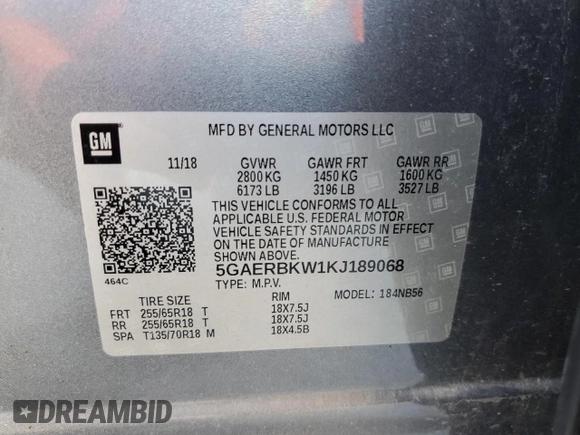 GM
MFD BY GENERAL MOTORS LLC
11/18 GVWR GAWR FRT GAWR RR
2800 KG 1450 KG 1600 KG
6173 LB 3196 LB 3527 LB
THIS VEHICLE CONFORMS TO ALL
APPLICABLE U.S. FEDERAL MOTOR
VEHICLE SAFETY STANDARDS IN EFFECT
ON THE DATE OF MANUFACTURE
SHOWN ABOVE.
464C
5GAERBKW1KJ189068
TYPE: M.P.V. MODEL: 184NB56
TIRE SIZE RIM
FRT 255/65R18 T 18X7.5J
RR 255/65R18 T 18X7.5J
SPA T135/70R18 M 18X4.5B
DREAMBID